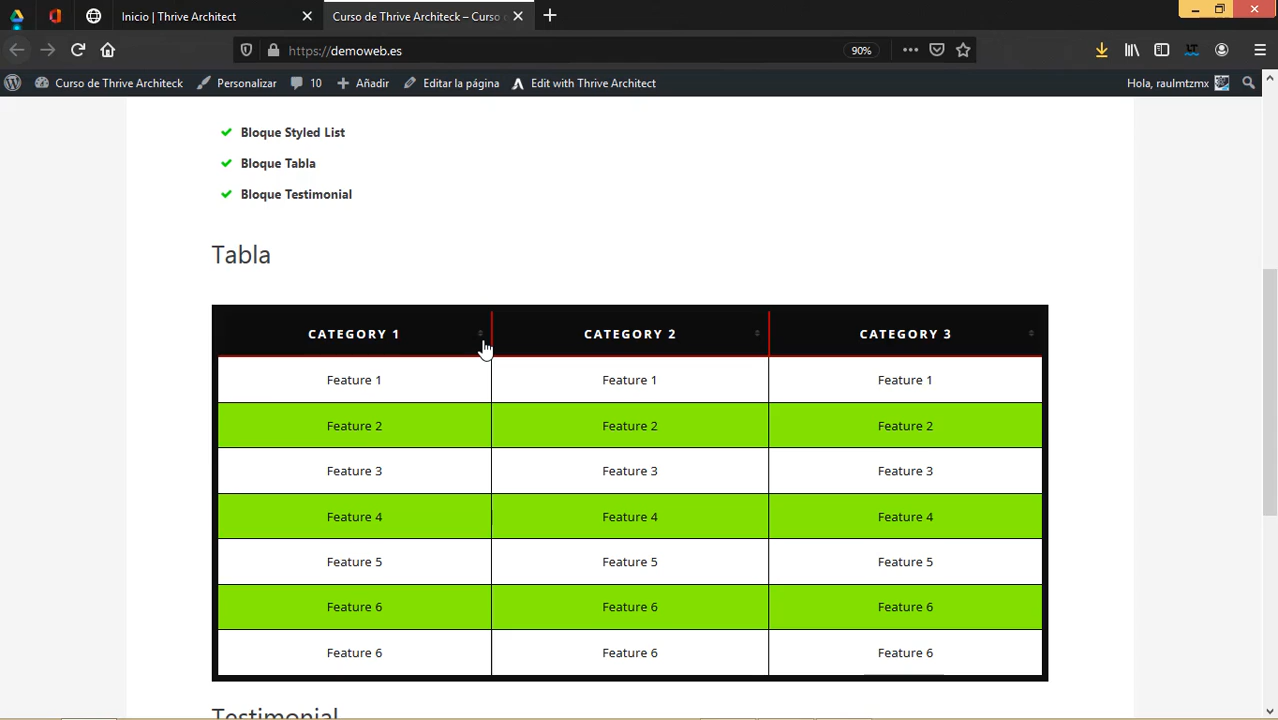 Inicio | Thrive Architect
Curso de Thrive Architeck – Curso
https://demoweb.es
90%
Curso de Thrive Architeck
Personalizar
10
Añadir
Editar la página
Edit with Thrive Architect
Hola, raulmtzmx
Bloque Styled List
Bloque Tabla
Bloque Testimonial
Tabla
CATEGORY 1 CATEGORY 2 CATEGORY 3
Feature 1 Feature 1 Feature 1
Feature 2 Feature 2 Feature 2
Feature 3 Feature 3 Feature 3
Feature 4 Feature 4 Feature 4
Feature 5 Feature 5 Feature 5
Feature 6 Feature 6 Feature 6
Feature 6 Feature 6 Feature 6
Testimonial